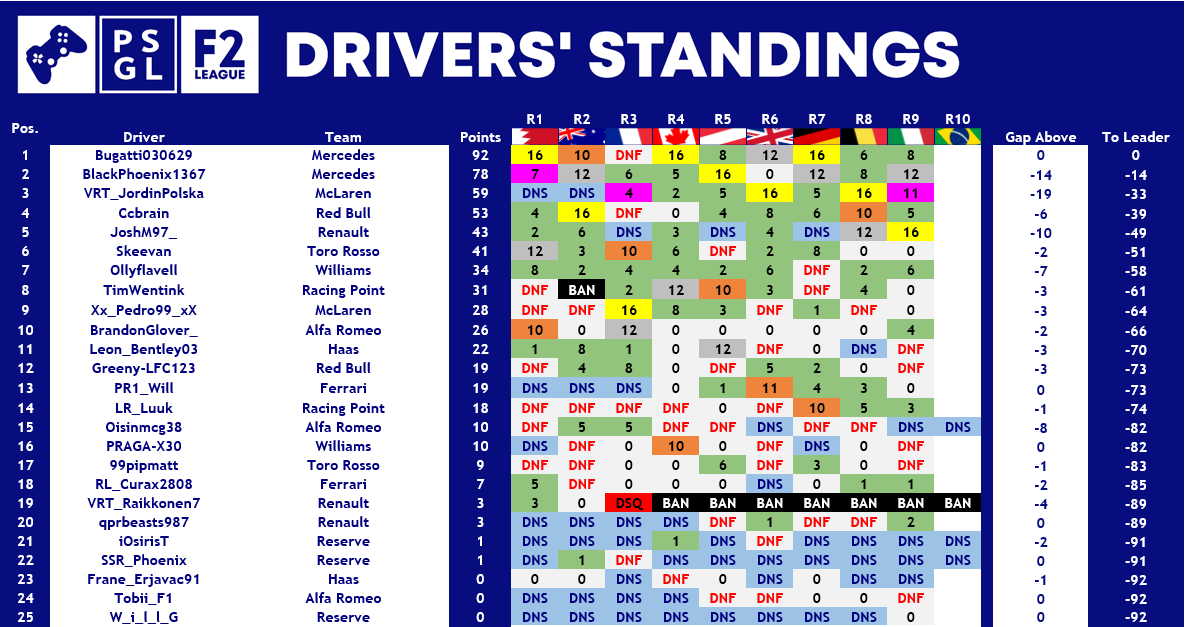 PS
GL
F2
LEAGUE
DRIVERS' STANDINGS
R1 R2 R3 R4 R5 R6 R7 R8 R9 R10
Pos. Driver Team Points Gap Above To Leader
1 Bugatti030629 Mercedes 92 16 10 DNF 16 8 12 16 6 8 0 0
2 BlackPhoenix1367 Mercedes 78 7 12 6 5 16 0 12 8 12 -14 -14
3 VRT_JordinPolska McLaren 59 DNS DNS 4 2 5 16 5 16 11 -19 -33
4 Ccbrain Red Bull 53 4 16 DNF 0 4 8 6 10 5 -6 -39
5 JoshM97_ Renault 43 2 6 DNS 3 DNS 4 DNS 12 16 -10 -49
6 Skeevan Toro Rosso 41 12 3 10 6 DNF 2 8 0 0 -2 -51
7 Ollyflavell Williams 34 8 2 4 4 2 6 DNF 2 6 -7 -58
8 TimWentink Racing Point 31 DNF BAN 2 12 10 3 DNF 4 0 -3 -61
9 Xx_Pedro99_xX McLaren 28 DNF DNF 16 8 3 DNF 1 DNF 0 -3 -64
10 BrandonGlover_ Alfa Romeo 26 10 0 12 0 0 0 0 0 4 -2 -66
11 Leon_Bentley03 Haas 22 1 8 1 0 12 DNF 0 DNS DNF -3 -70
12 Greeny-LFC123 Red Bull 19 DNF 4 8 0 DNF 5 2 0 DNF -3 -73
13 PR1_Will Ferrari 19 DNS DNS DNS 0 1 11 4 3 0 0 -73
14 LR_Luuk Racing Point 18 DNF DNF DNF DNF 0 DNF 10 5 3 -1 -74
15 Oisinmcg38 Alfa Romeo 10 DNF 5 5 DNF DNF DNS DNF DNF DNS DNS -8 -82
16 PRAGA-X30 Williams 10 DNS DNF 0 10 0 DNF DNS 0 DNF 0 -82
17 99pipmatt Toro Rosso 9 DNF DNF 0 0 6 DNF 3 0 DNF -1 -83
18 RL_Curax2808 Ferrari 7 5 DNF 0 0 0 DNS 0 1 1 -2 -85
19 VRT_Raikkonen7 Renault 3 3 0 DSQ BAN BAN BAN BAN BAN BAN BAN -4 -89
20 qprbeasts987 Renault 3 DNS DNS DNS DNS DNF 1 DNF DNF 2 0 -89
21 iOsirisT Reserve 1 DNS DNS DNS 1 DNS DNF DNS DNS DNS DNS -2 -91
22 SSR_Phoenix Reserve 1 DNS 1 DNF DNS DNS DNS DNS DNS DNS DNS 0 -91
23 Frane_Erjavac91 Haas 0 0 0 DNS DNF 0 DNS 0 DNS DNS -1 -92
24 Tobii_F1 Alfa Romeo 0 DNS DNS DNS DNS DNF DNF 0 0 DNF 0 -92
25 W_i_l_l_G Reserve 0 DNS DNS DNS DNS DNS DNS DNS DNS 0 0 -92